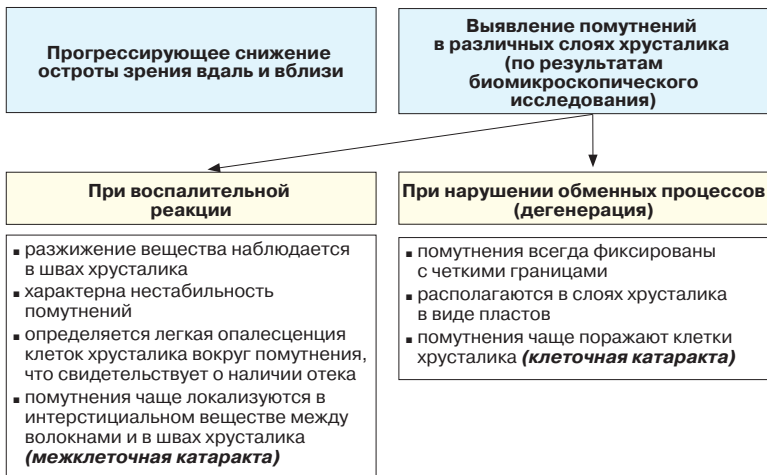 Прогрессирующее снижение
остроты зрения вдаль и вблизи
Выявление помутнений
в различных слоях хрусталика
(по результатам
биомикроскопического
исследования)
При воспалительной
реакции
▪ разжижение вещества наблюдается
в швах хрусталика
▪ характерна нестабильность
помутнений
▪ определяется легкая опалесценция
клеток хрусталика вокруг помутнения,
что свидетельствует о наличии отека
▪ помутнения чаще локализуются в
интерстициальном веществе между
волокнами и в швах хрусталика
(межклеточная катаракта)
При нарушении обменных процессов
(дегенерация)
▪ помутнения всегда фиксированы
с четкими границами
▪ располагаются в слоях хрусталика
в виде пластов
▪ помутнения чаще поражают клетки
хрусталика (клеточная катаракта)